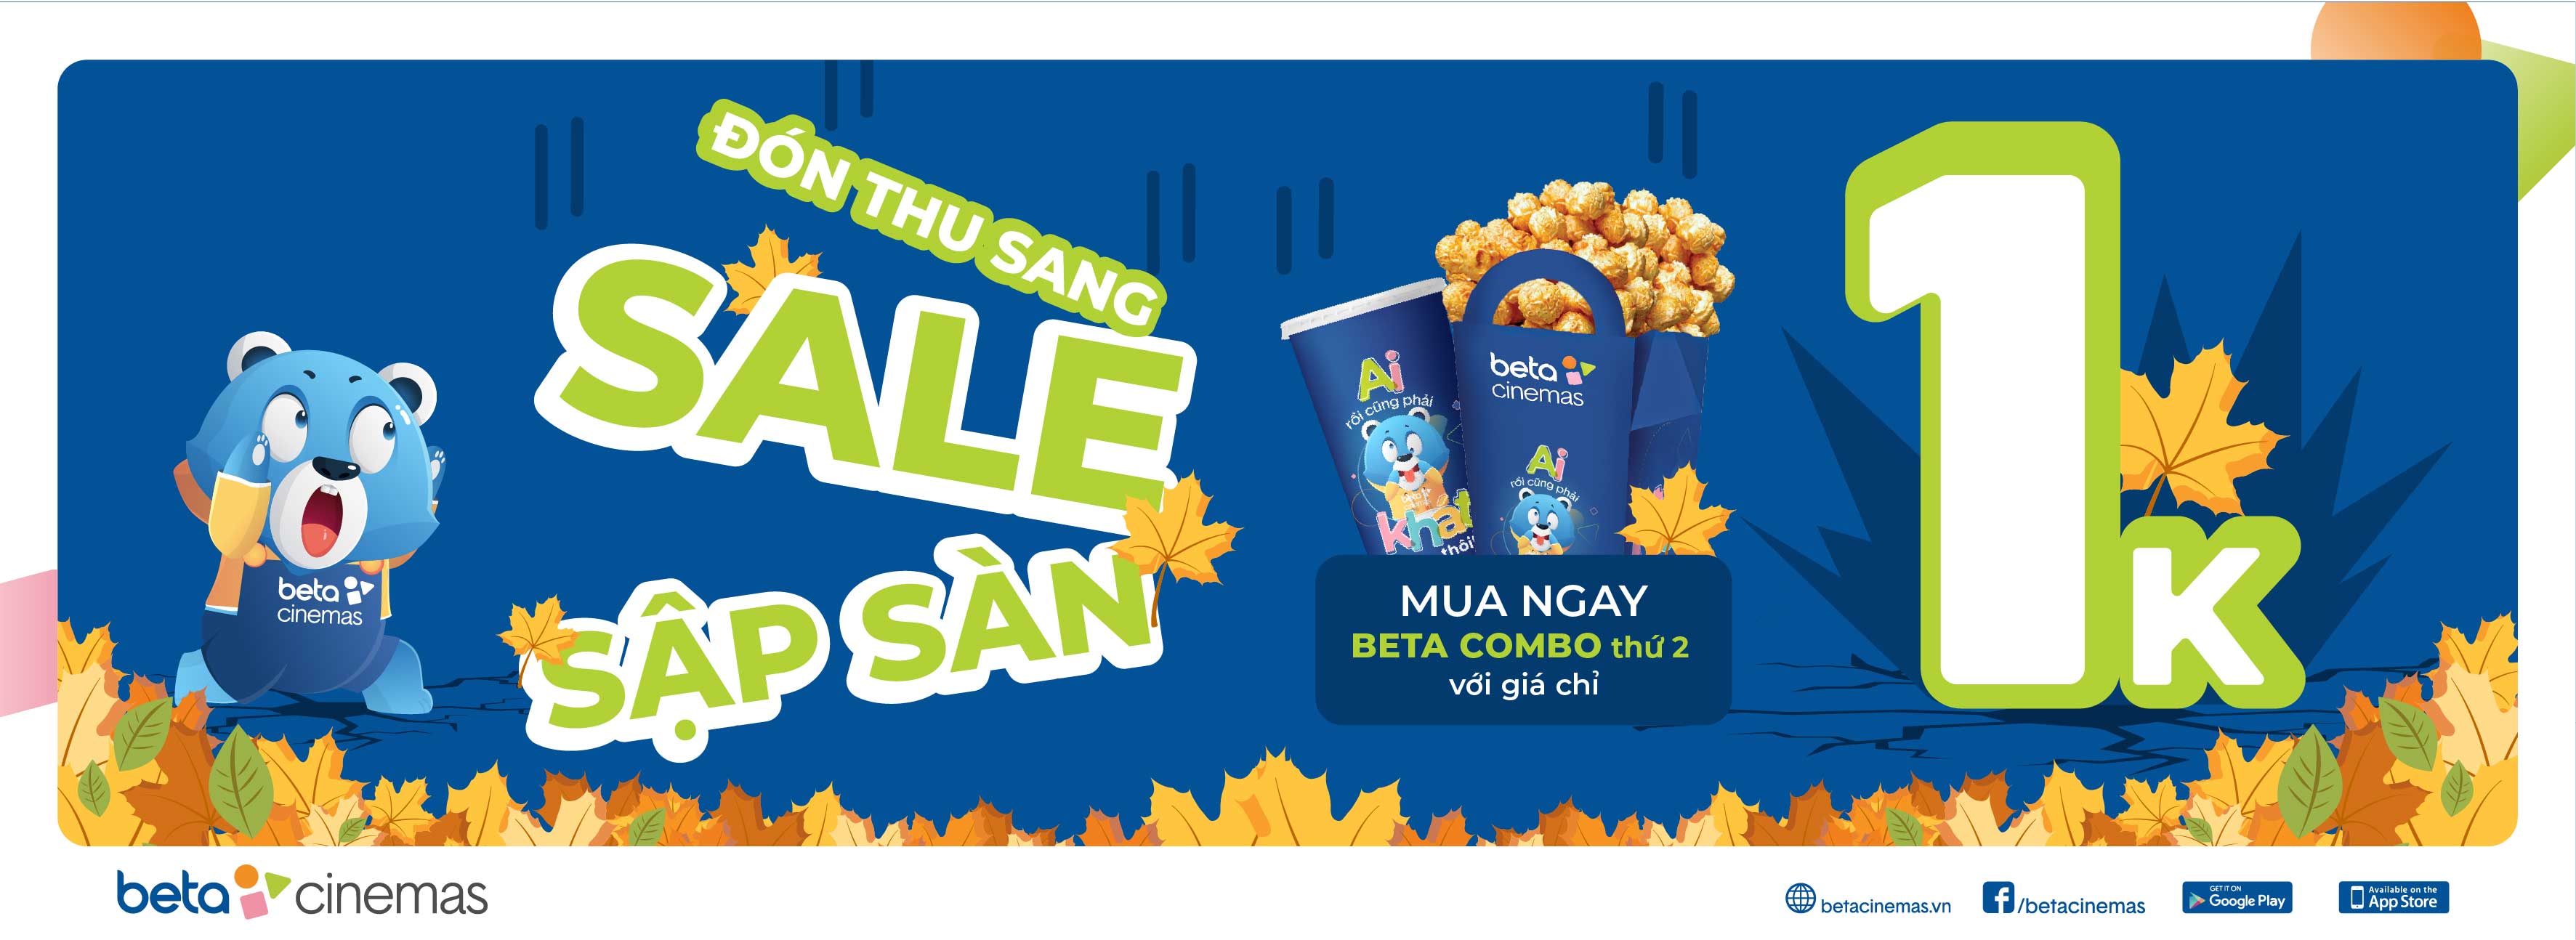 ĐÓN THU SANG
SALE
SẬP SÀN
beta
cinemas
Ai
rồi cũng phải
khát
thôi
beta
cinemas
Ai
rồi cũng phải
MUA NGAY
BETA COMBO thứ 2
với giá chỉ
1K
beta cinemas
betacinemas.vn
/betacinemas
GET IT ON
Google Play
Available on the
App Store